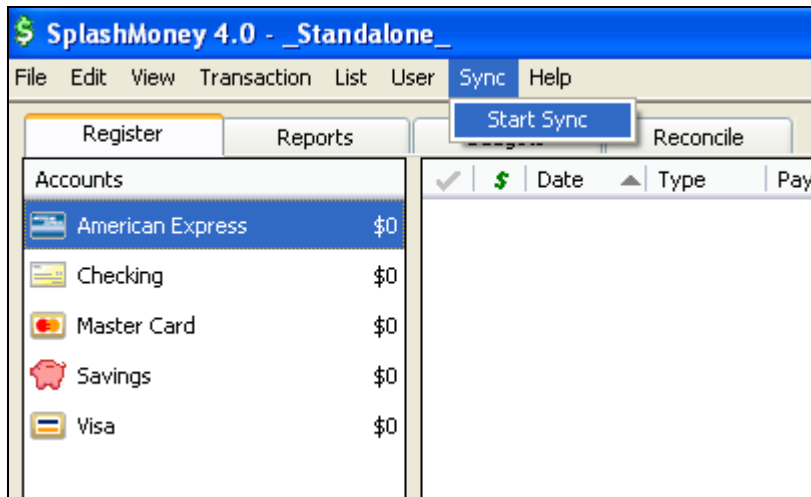 SplashMoney 4.0 - _Standalone_
File Edit View Transaction List User Sync Help
Start Sync
Register Reports Reconcile
Accounts $ Date Type Pay
American Express $0
Checking $0
Master Card $0
Savings $0
Visa $0